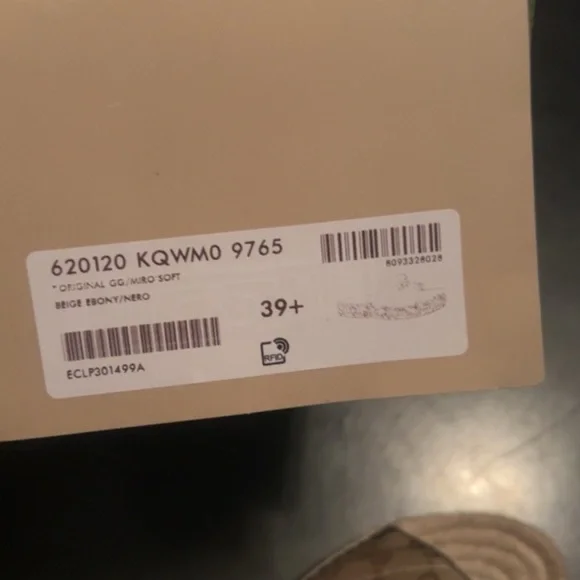 620120 KQWM0 9765
* ORIGINAL GG/MIRO SOFT
BEIGE EBONY/NERO
8093328028
39+
RFID
ECLP301499A